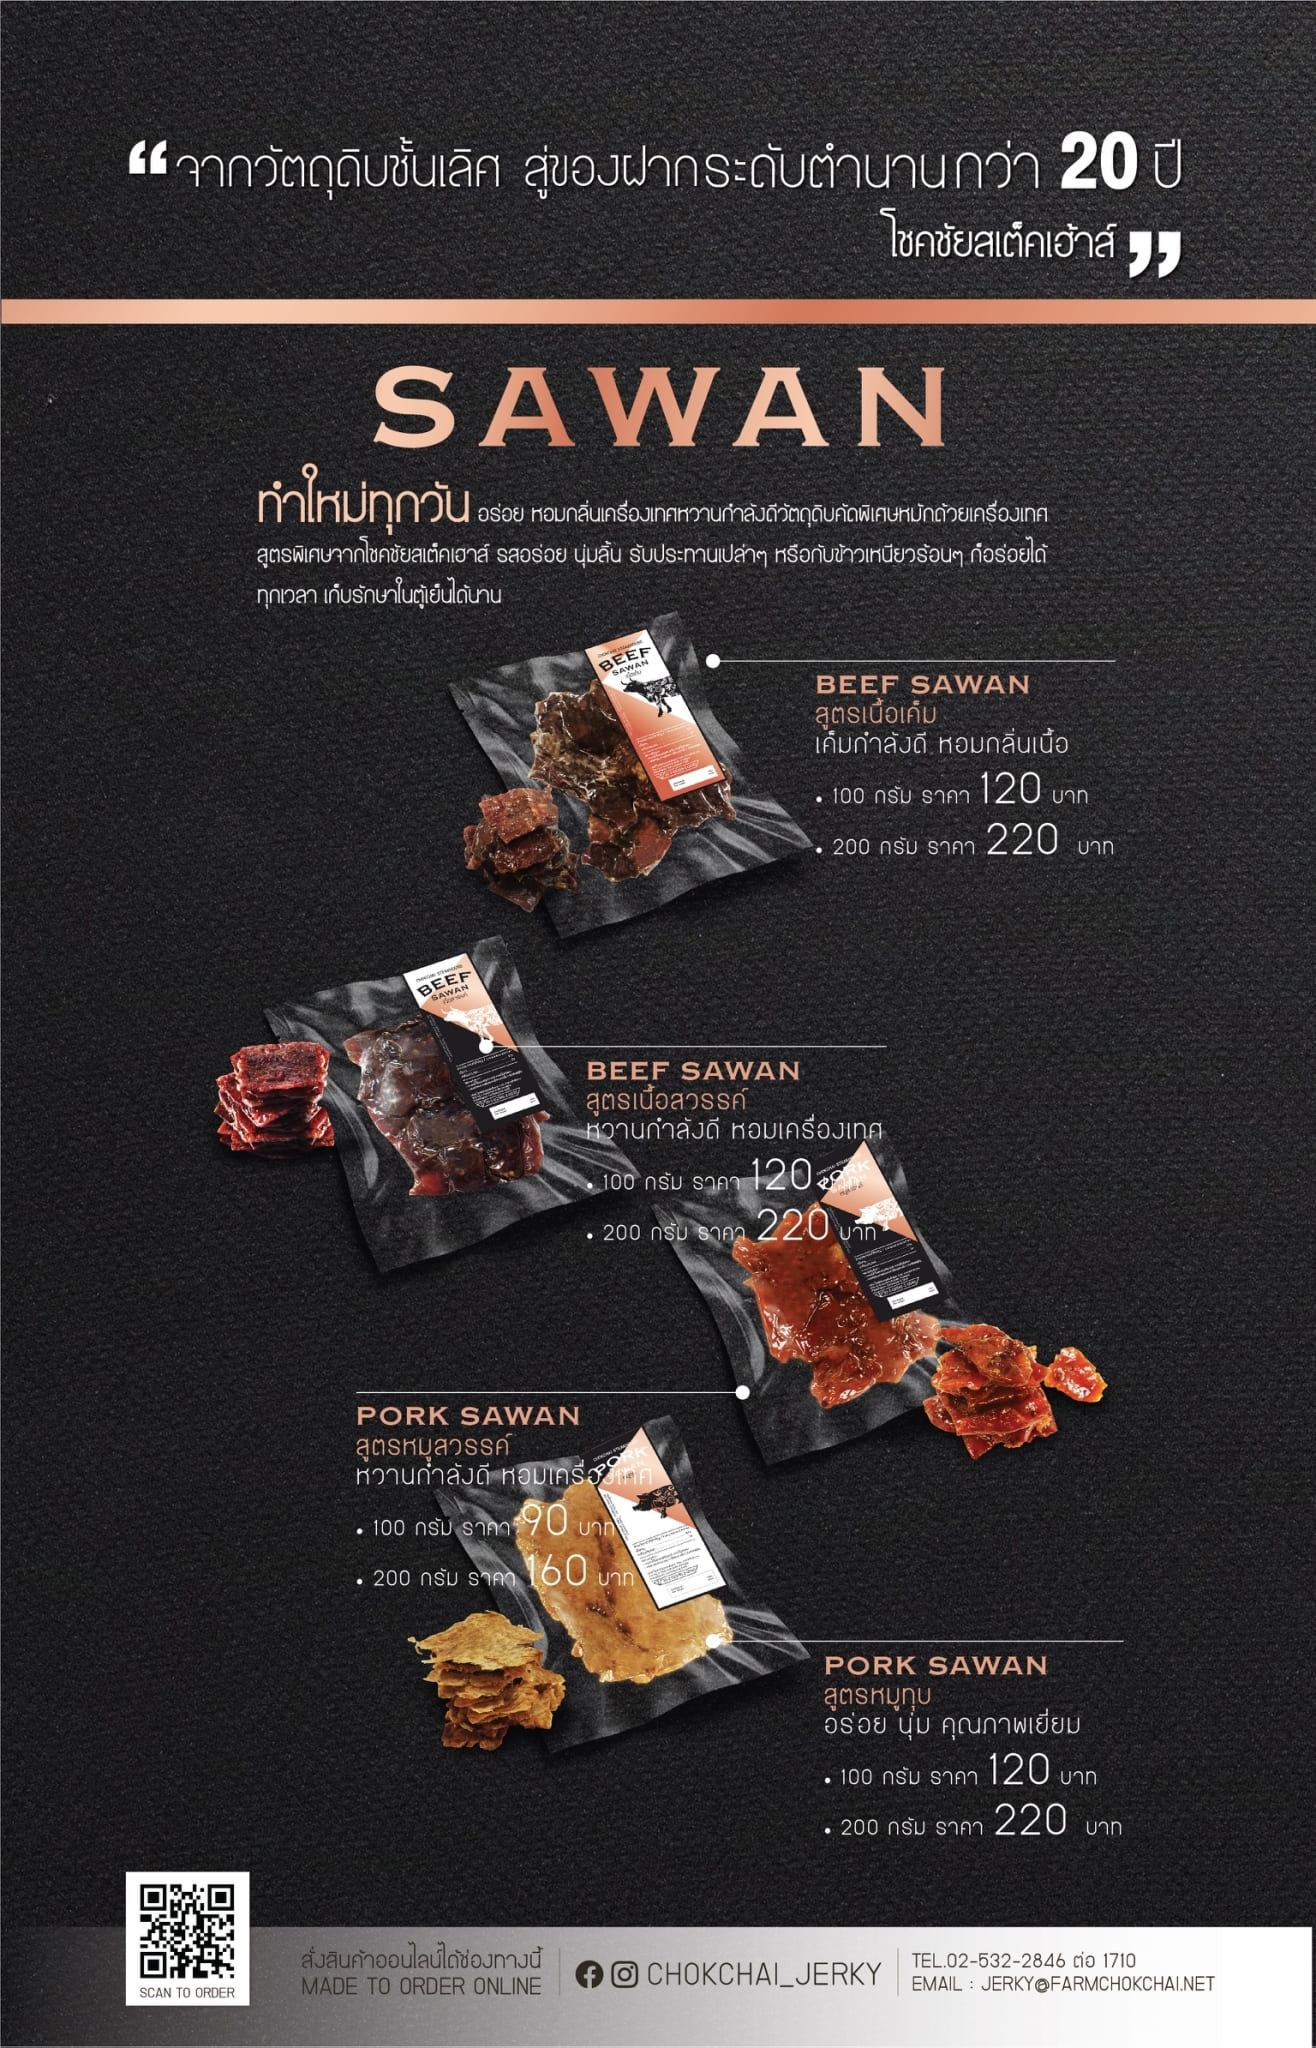 “จากวัตถุดิบชั้นเลิศ สู่ของฝากระดับตำนานกว่า 20 ปี
โชคชัยสเต็คเฮ้าส์”
SAWAN
ทำใหม่ทุกวัน อร่อย หอมกลิ่นเครื่องเทศหวานกำลังดีวัตถุดิบคัดพิเศษหมักด้วยเครื่องเทศ
สูตรพิเศษจากโชคชัยสเต็คเฮาส์ รสอร่อย นุ่มลิ้น รับประทานเปล่าๆ หรือกับข้าวเหนียวร้อนๆ ก็อร่อยได้
ทุกเวลา เก็บรักษาในตู้เย็นได้นาน
BEEF
SAWAN
BEEF SAWAN
สูตรเนื้อเค็ม
เค็มกำลังดี หอมกลิ่นเนื้อ
• 100 กรัม ราคา 120 บาท
• 200 กรัม ราคา 220 บาท
BEEF
SAWAN
BEEF SAWAN
สูตรเนื้อสวรรค์
หวานกำลังดี หอมเครื่องเทศ
• 100 กรัม ราคา 120 บาท
• 200 กรัม ราคา 220 บาท
PORK
PORK SAWAN
สูตรหมูสวรรค์
หวานกำลังดี หอมเครื่องเทศ
• 100 กรัม ราคา 90 บาท
• 200 กรัม ราคา 160 บาท
PORK
PORK SAWAN
สูตรหมูทุบ
อร่อย นุ่ม คุณภาพเยี่ยม
• 100 กรัม ราคา 120 บาท
• 200 กรัม ราคา 220 บาท
SCAN TO ORDER
สั่งสินค้าออนไลน์ได้ช่องทางนี้
MADE TO ORDER ONLINE
CHOKCHAI_JERKY
TEL.02-532-2846 ต่อ 1710
EMAIL : JERKY@FARMCHOKCHAI.NET